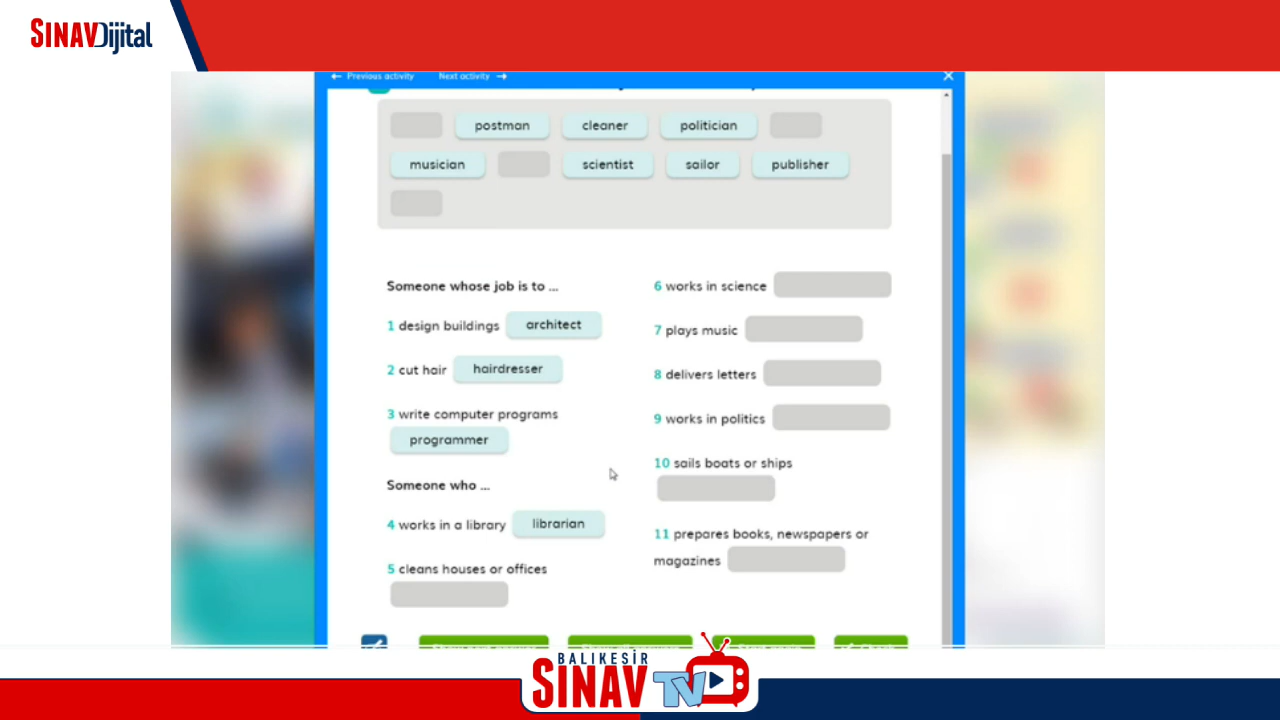 SINAVDijital
← Previous activity Next activity →
postman cleaner politician
musician scientist sailor publisher
Someone whose job is to ...
1 design buildings architect
2 cut hair hairdresser
3 write computer programs
programmer
Someone who ...
4 works in a library librarian
5 cleans houses or offices
6 works in science
7 plays music
8 delivers letters
9 works in politics
10 sails boats or ships
11 prepares books, newspapers or
magazines
BALIKESİR
SINAV TV